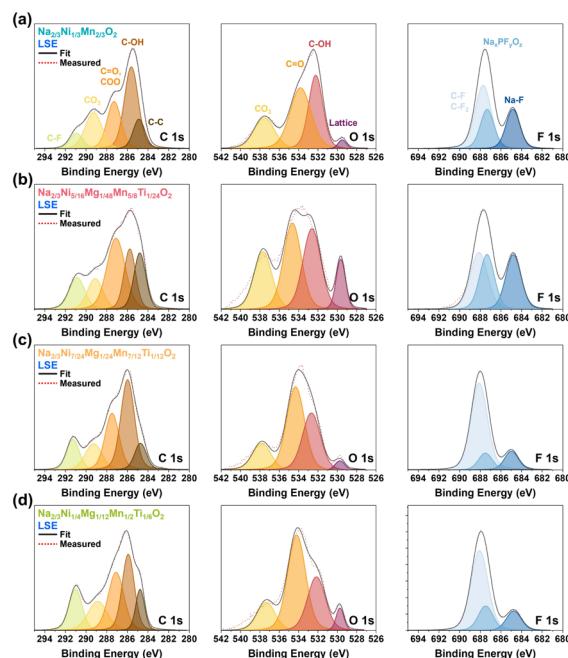 (a)
Na2/3Ni1/3Mn2/3O2
LSE
Fit
Measured
C-OH
C=O,
COO
CO3
C-F
C-C
C 1s
294 292 290 288 286 284 282 280
Binding Energy (eV)
C-OH
C=O
CO3
Lattice
O 1s
542 540 538 536 534 532 530 528 526
Binding Energy (eV)
NaxPFyOz
C-F
C-F2
Na-F
F 1s
694 692 690 688 686 684 682 680
Binding Energy (eV)
(b)
Na2/3Ni5/16Mg1/48Mn5/8Ti1/24O2
LSE
Fit
Measured
C 1s
294 292 290 288 286 284 282 280
Binding Energy (eV)
O 1s
542 540 538 536 534 532 530 528 526
Binding Energy (eV)
F 1s
694 692 690 688 686 684 682 680
Binding Energy (eV)
(c)
Na2/3Ni7/24Mg1/24Mn7/12Ti1/12O2
LSE
Fit
Measured
C 1s
294 292 290 288 286 284 282 280
Binding Energy (eV)
O 1s
542 540 538 536 534 532 530 528 526
Binding Energy (eV)
F 1s
694 692 690 688 686 684 682 680
Binding Energy (eV)
(d)
Na2/3Ni1/4Mg1/12Mn1/2Ti1/6O2
LSE
Fit
Measured
C 1s
294 292 290 288 286 284 282 280
Binding Energy (eV)
O 1s
542 540 538 536 534 532 530 528 526
Binding Energy (eV)
F 1s
694 692 690 688 686 684 682 680
Binding Energy (eV)